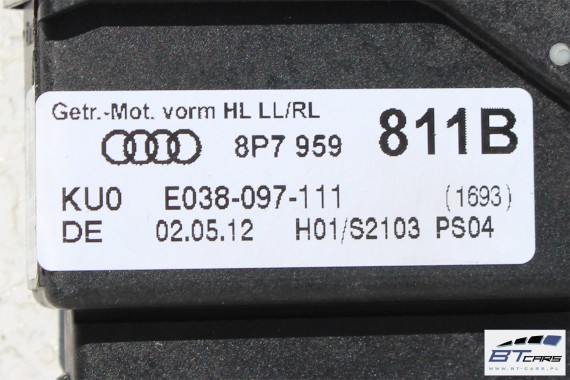 Getr.-Mot. vorm HL LL/RL
8P7 959 811B
KU0 E038-097-111 (1693)
DE 02.05.12 H01/S2103 PS04
BTCARS
WWW.BT-CARS.PL